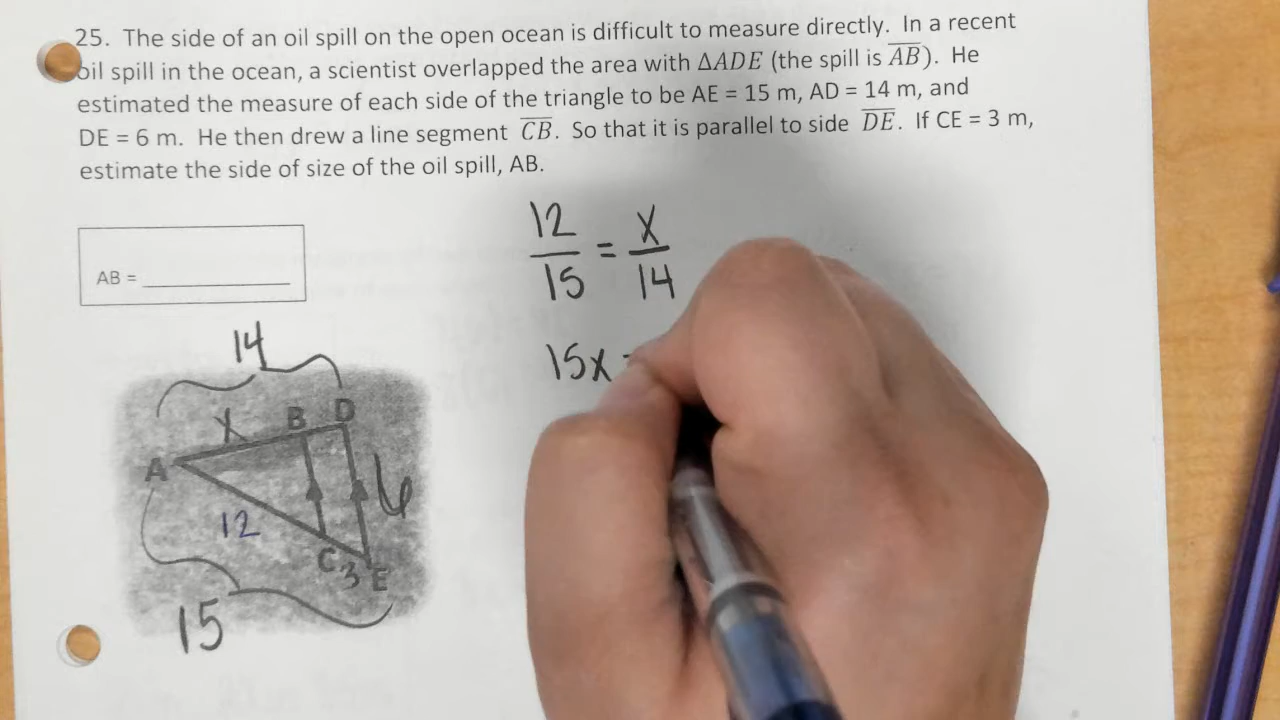 25. The side of an oil spill on the open ocean is difficult to measure directly. In a recent
oil spill in the ocean, a scientist overlapped the area with ΔADE (the spill is A̅B̅). He
estimated the measure of each side of the triangle to be AE = 15 m, AD = 14 m, and
DE = 6 m. He then drew a line segment C̅B̅. So that it is parallel to side D̅E̅. If CE = 3 m,
estimate the side of size of the oil spill, AB.
12/15 = x/14
AB = ____________
15x =
14
x B D
A
6
12
C 3 E
15